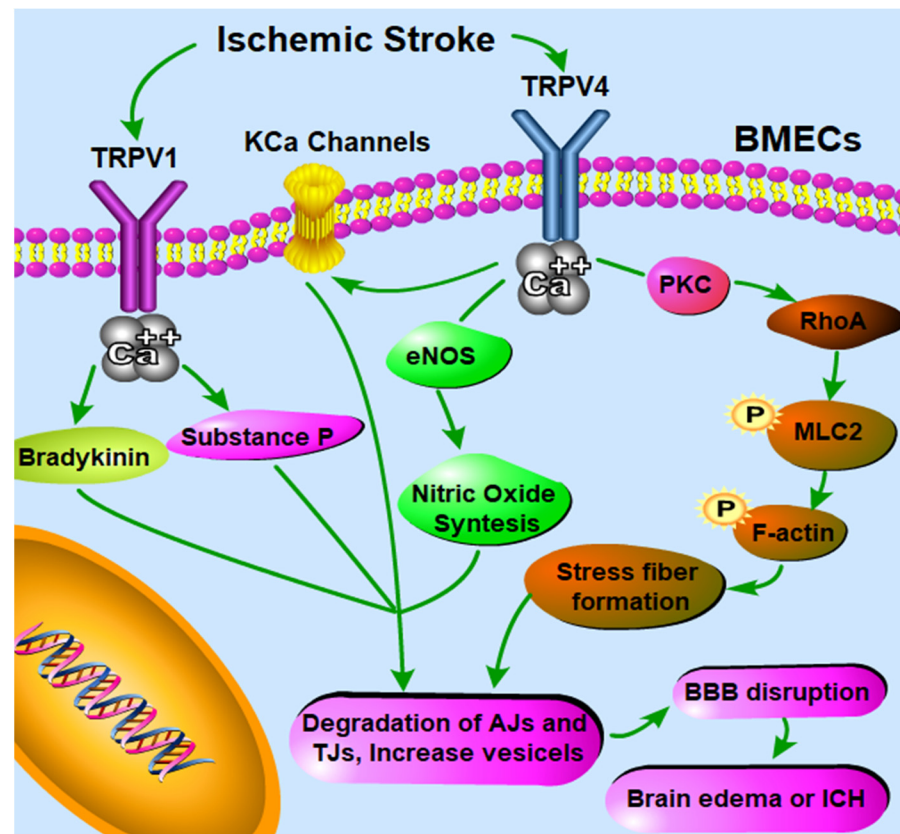 Ischemic Stroke
TRPV4
TRPV1
KCa Channels
BMECs
Ca++
Ca++
PKC
RhoA
eNOS
P
MLC2
Bradykinin
Substance P
Nitric Oxide
Syntesis
P
F-actin
Stress fiber
formation
Degradation of AJs and
TJs, Increase vesicels
BBB disruption
Brain edema or ICH